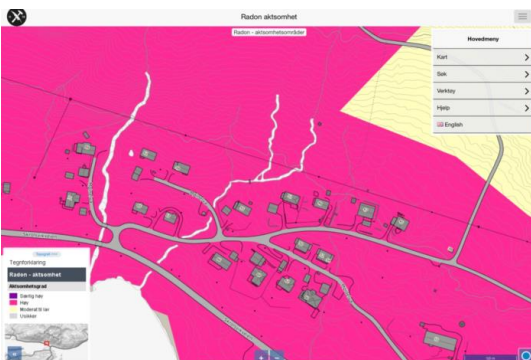 Radon aktsomhet
Radon - aktsomhetsområder
Hovedmeny
Kart
Søk
Verktøy
Hjelp
English
Tegnforklaring
Radon - aktsomhet
Aktsomhetsgrad
Særlig høy
Høy
Moderat til lav
Usikker